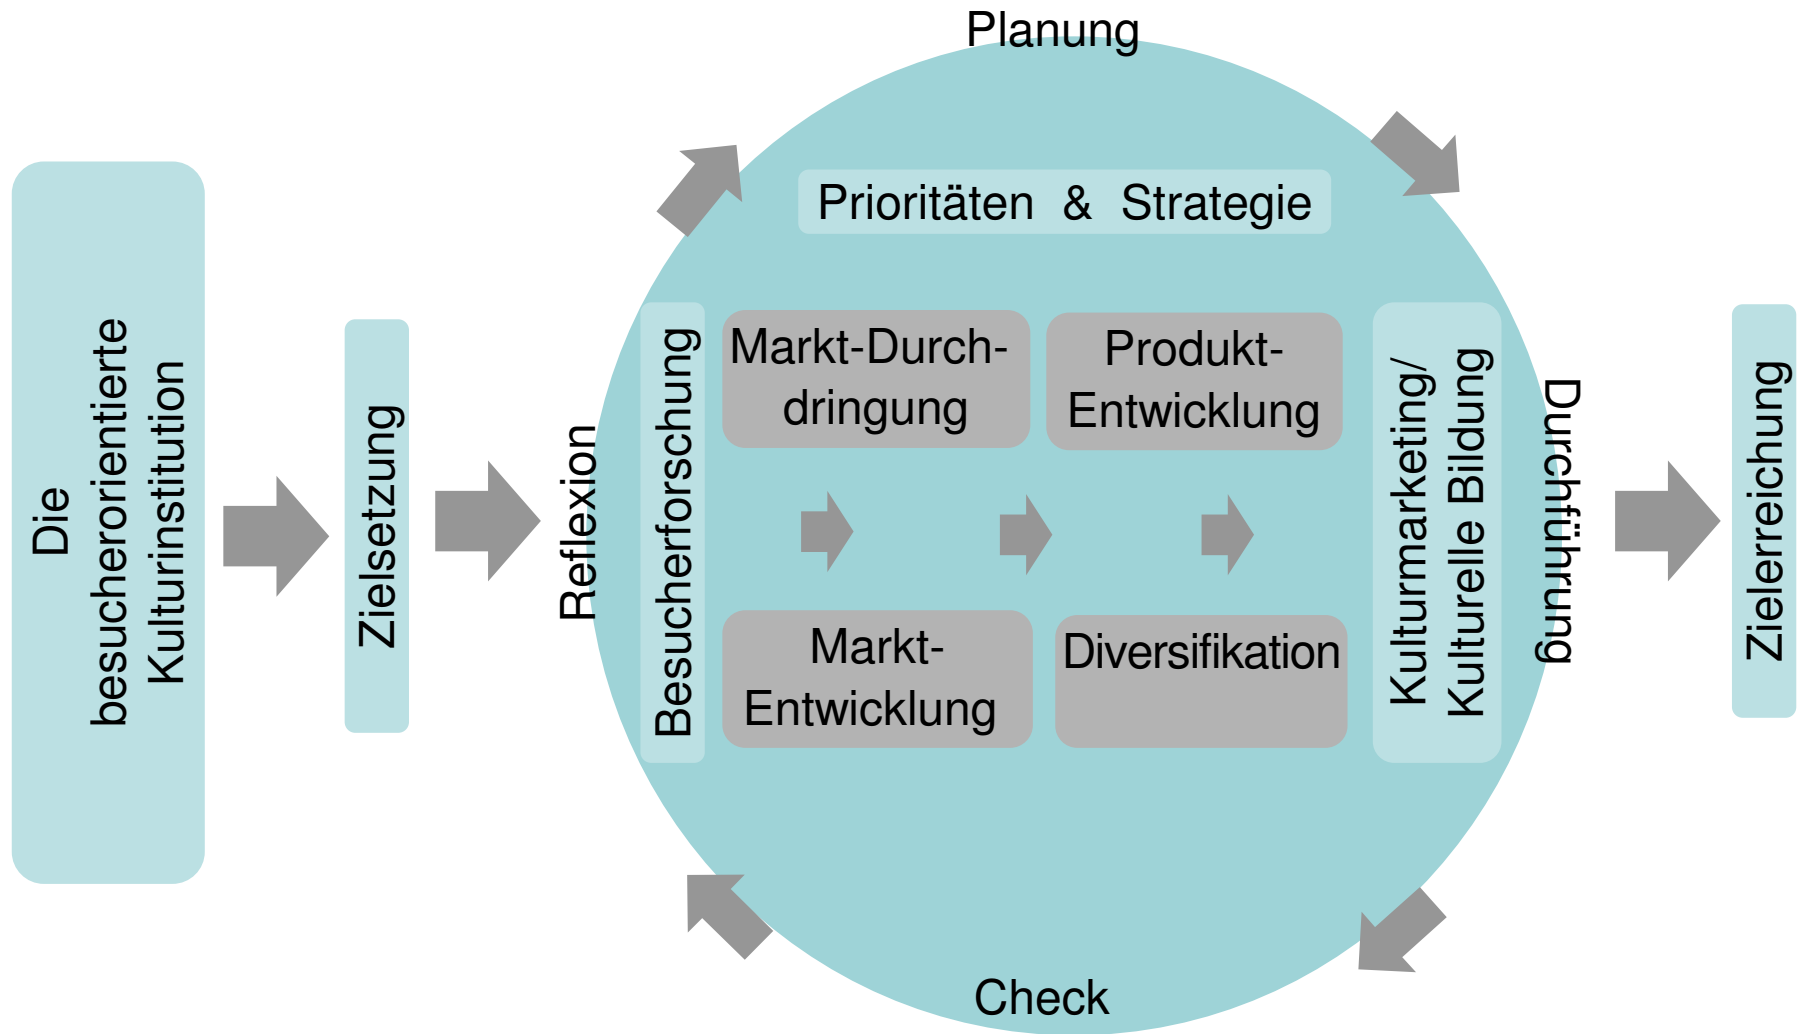 Die
besucherorientierte
Kulturinstitution
Zielsetzung
Reflexion
Planung
Prioritäten & Strategie
Besucherforschung
Markt-Durch-
dringung
Produkt-
Entwicklung
Markt-
Entwicklung
Diversifikation
Kulturmarketing/
Kulturelle Bildung
Durchführung
Check
Zielerreichung